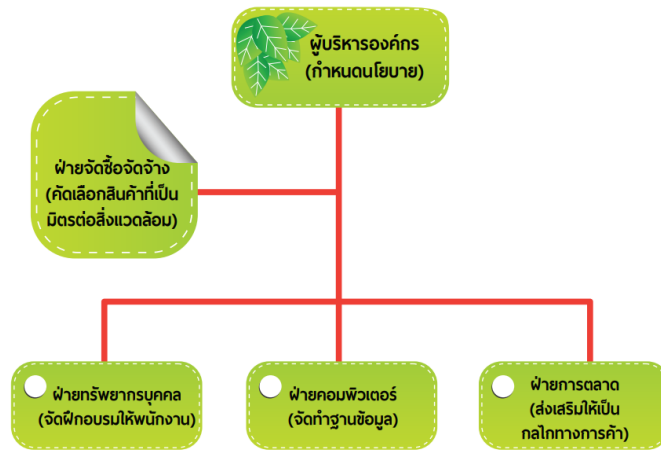 ผู้บริหารองค์กร
(กำหนดนโยบาย)
ฝ่ายจัดซื้อจัดจ้าง
(คัดเลือกสินค้าที่เป็น
มิตรต่อสิ่งแวดล้อม)
ฝ่ายทรัพยากรบุคคล
(จัดฝึกอบรมให้พนักงาน)
ฝ่ายคอมพิวเตอร์
(จัดทำฐานข้อมูล)
ฝ่ายการตลาด
(ส่งเสริมให้เป็น
กลไกทางการค้า)